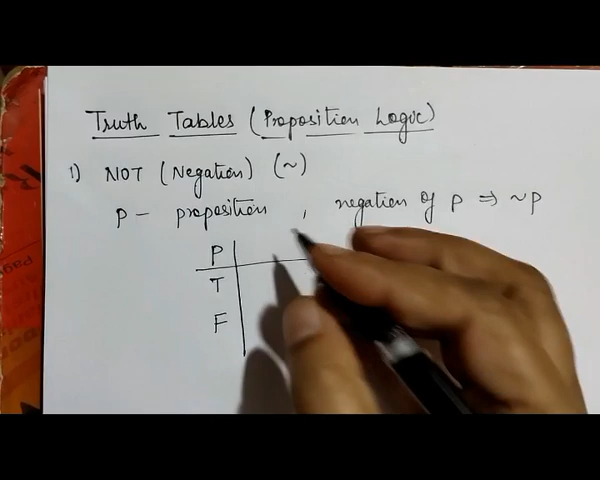 Truth Tables (Proposition Logic)
1) NOT (Negation) (~)
P - proposition , negation of P ⇒ ~P
P
T
F